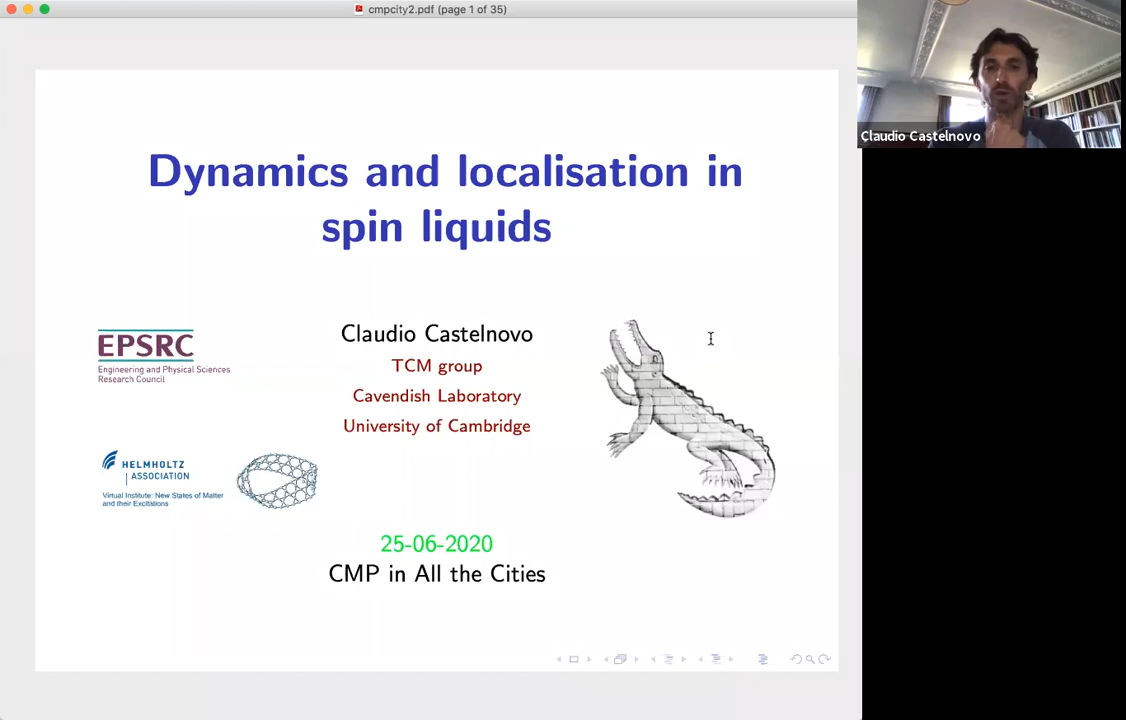 cmpcity2.pdf (page 1 of 35)
Claudio Castelnovo
Dynamics and localisation in
spin liquids
EPSRC
Engineering and Physical Sciences
Research Council
Claudio Castelnovo
TCM group
Cavendish Laboratory
University of Cambridge
HELMHOLTZ
ASSOCIATION
Virtual Institute: New States of Matter
and their Excitations
25-06-2020
CMP in All the Cities